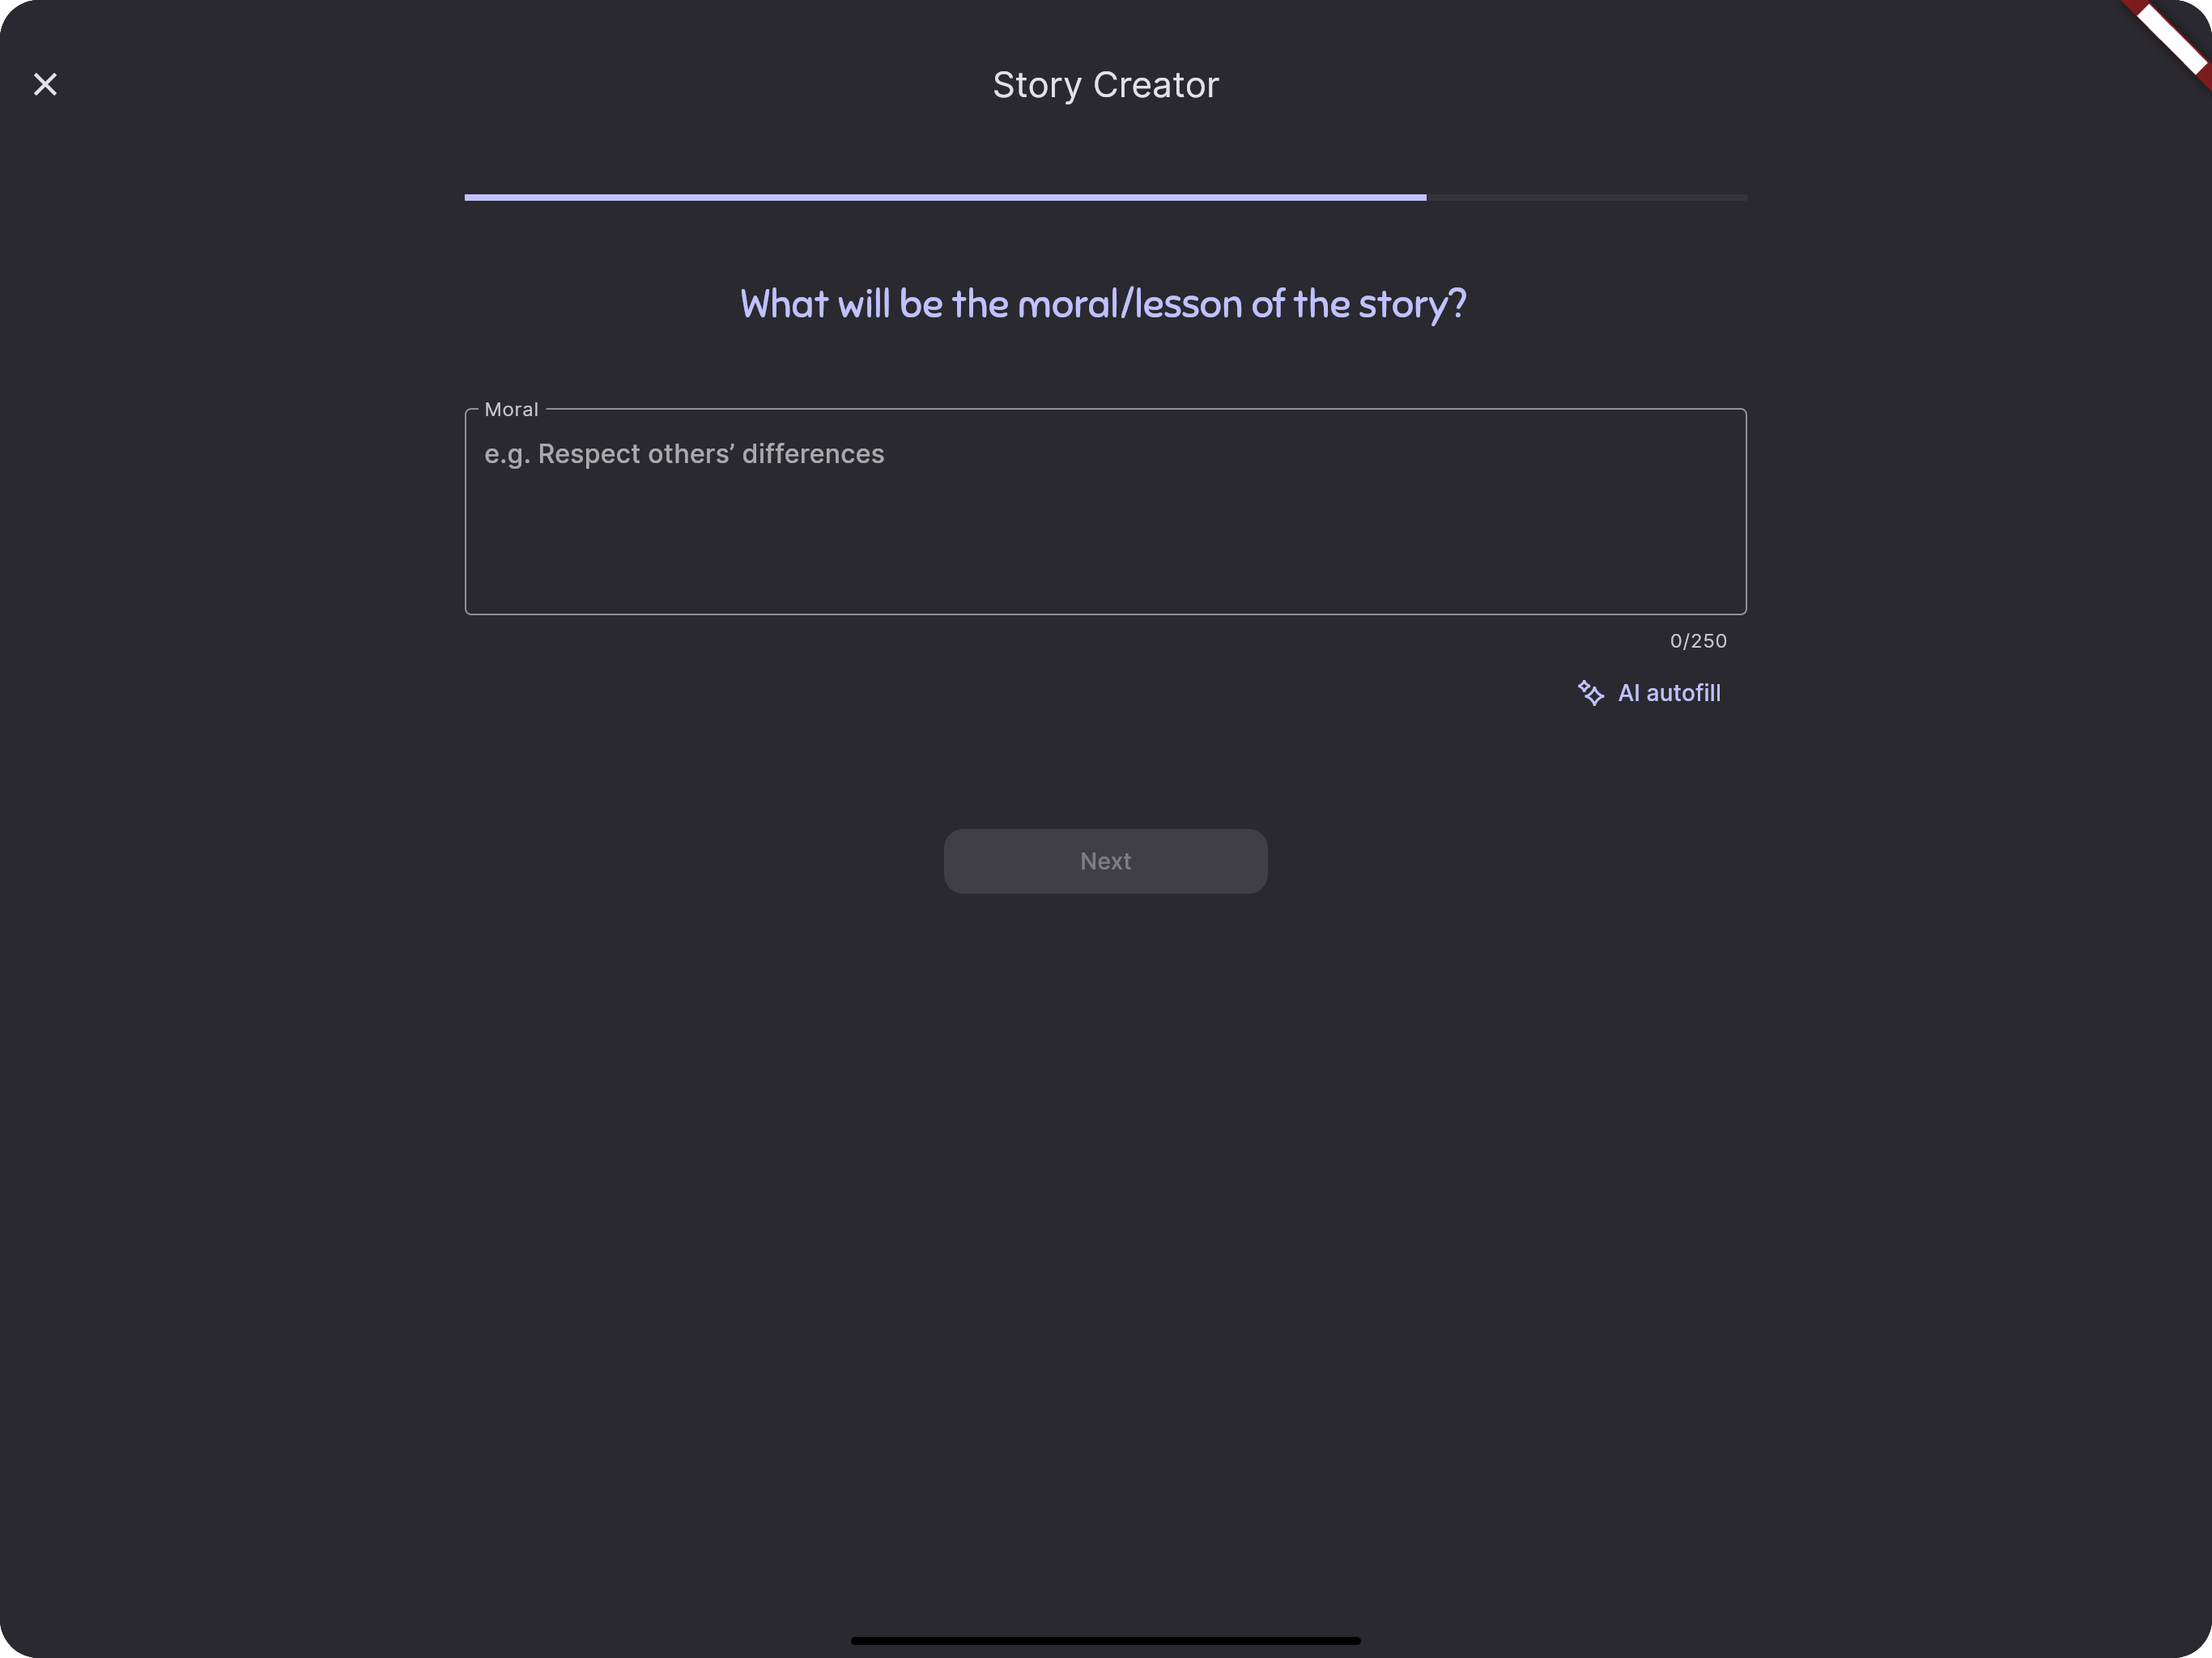 Story Creator
What will be the moral/lesson of the story?
Moral
e.g. Respect others’ differences
0/250
AI autofill
Next